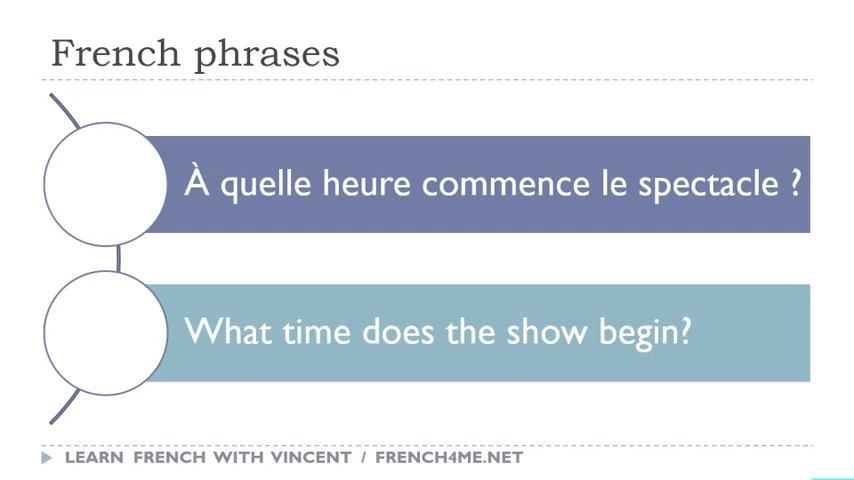 French phrases
À quelle heure commence le spectacle ?
What time does the show begin?
LEARN FRENCH WITH VINCENT / FRENCH4ME.NET